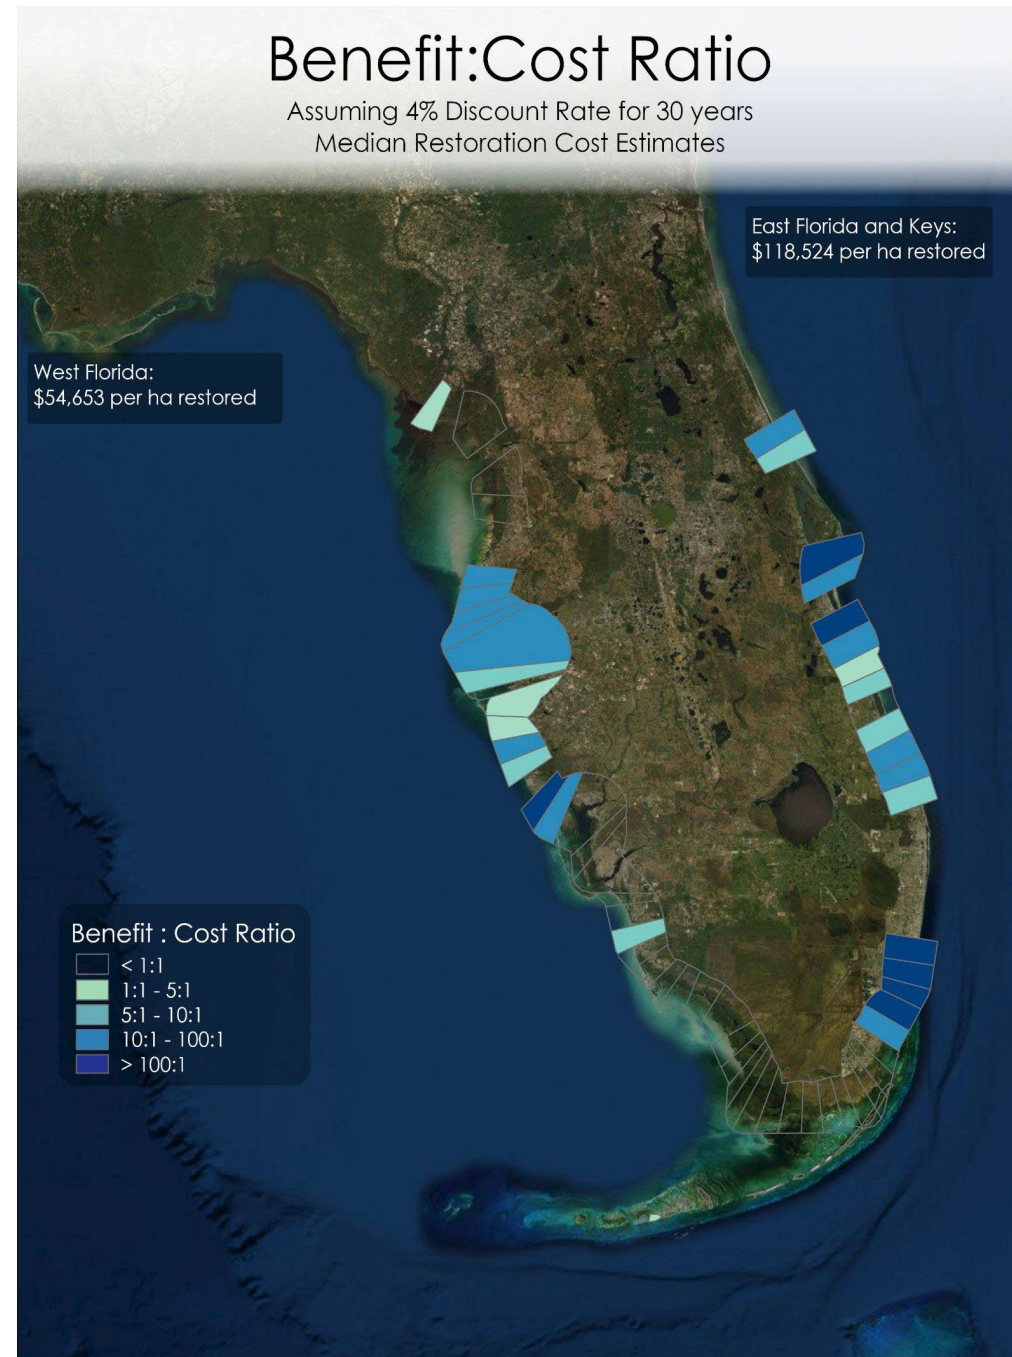 Benefit:Cost Ratio
Assuming 4% Discount Rate for 30 years
Median Restoration Cost Estimates
East Florida and Keys:
$118,524 per ha restored
West Florida:
$54,653 per ha restored
Benefit : Cost Ratio
< 1:1
1:1 - 5:1
5:1 - 10:1
10:1 - 100:1
> 100:1